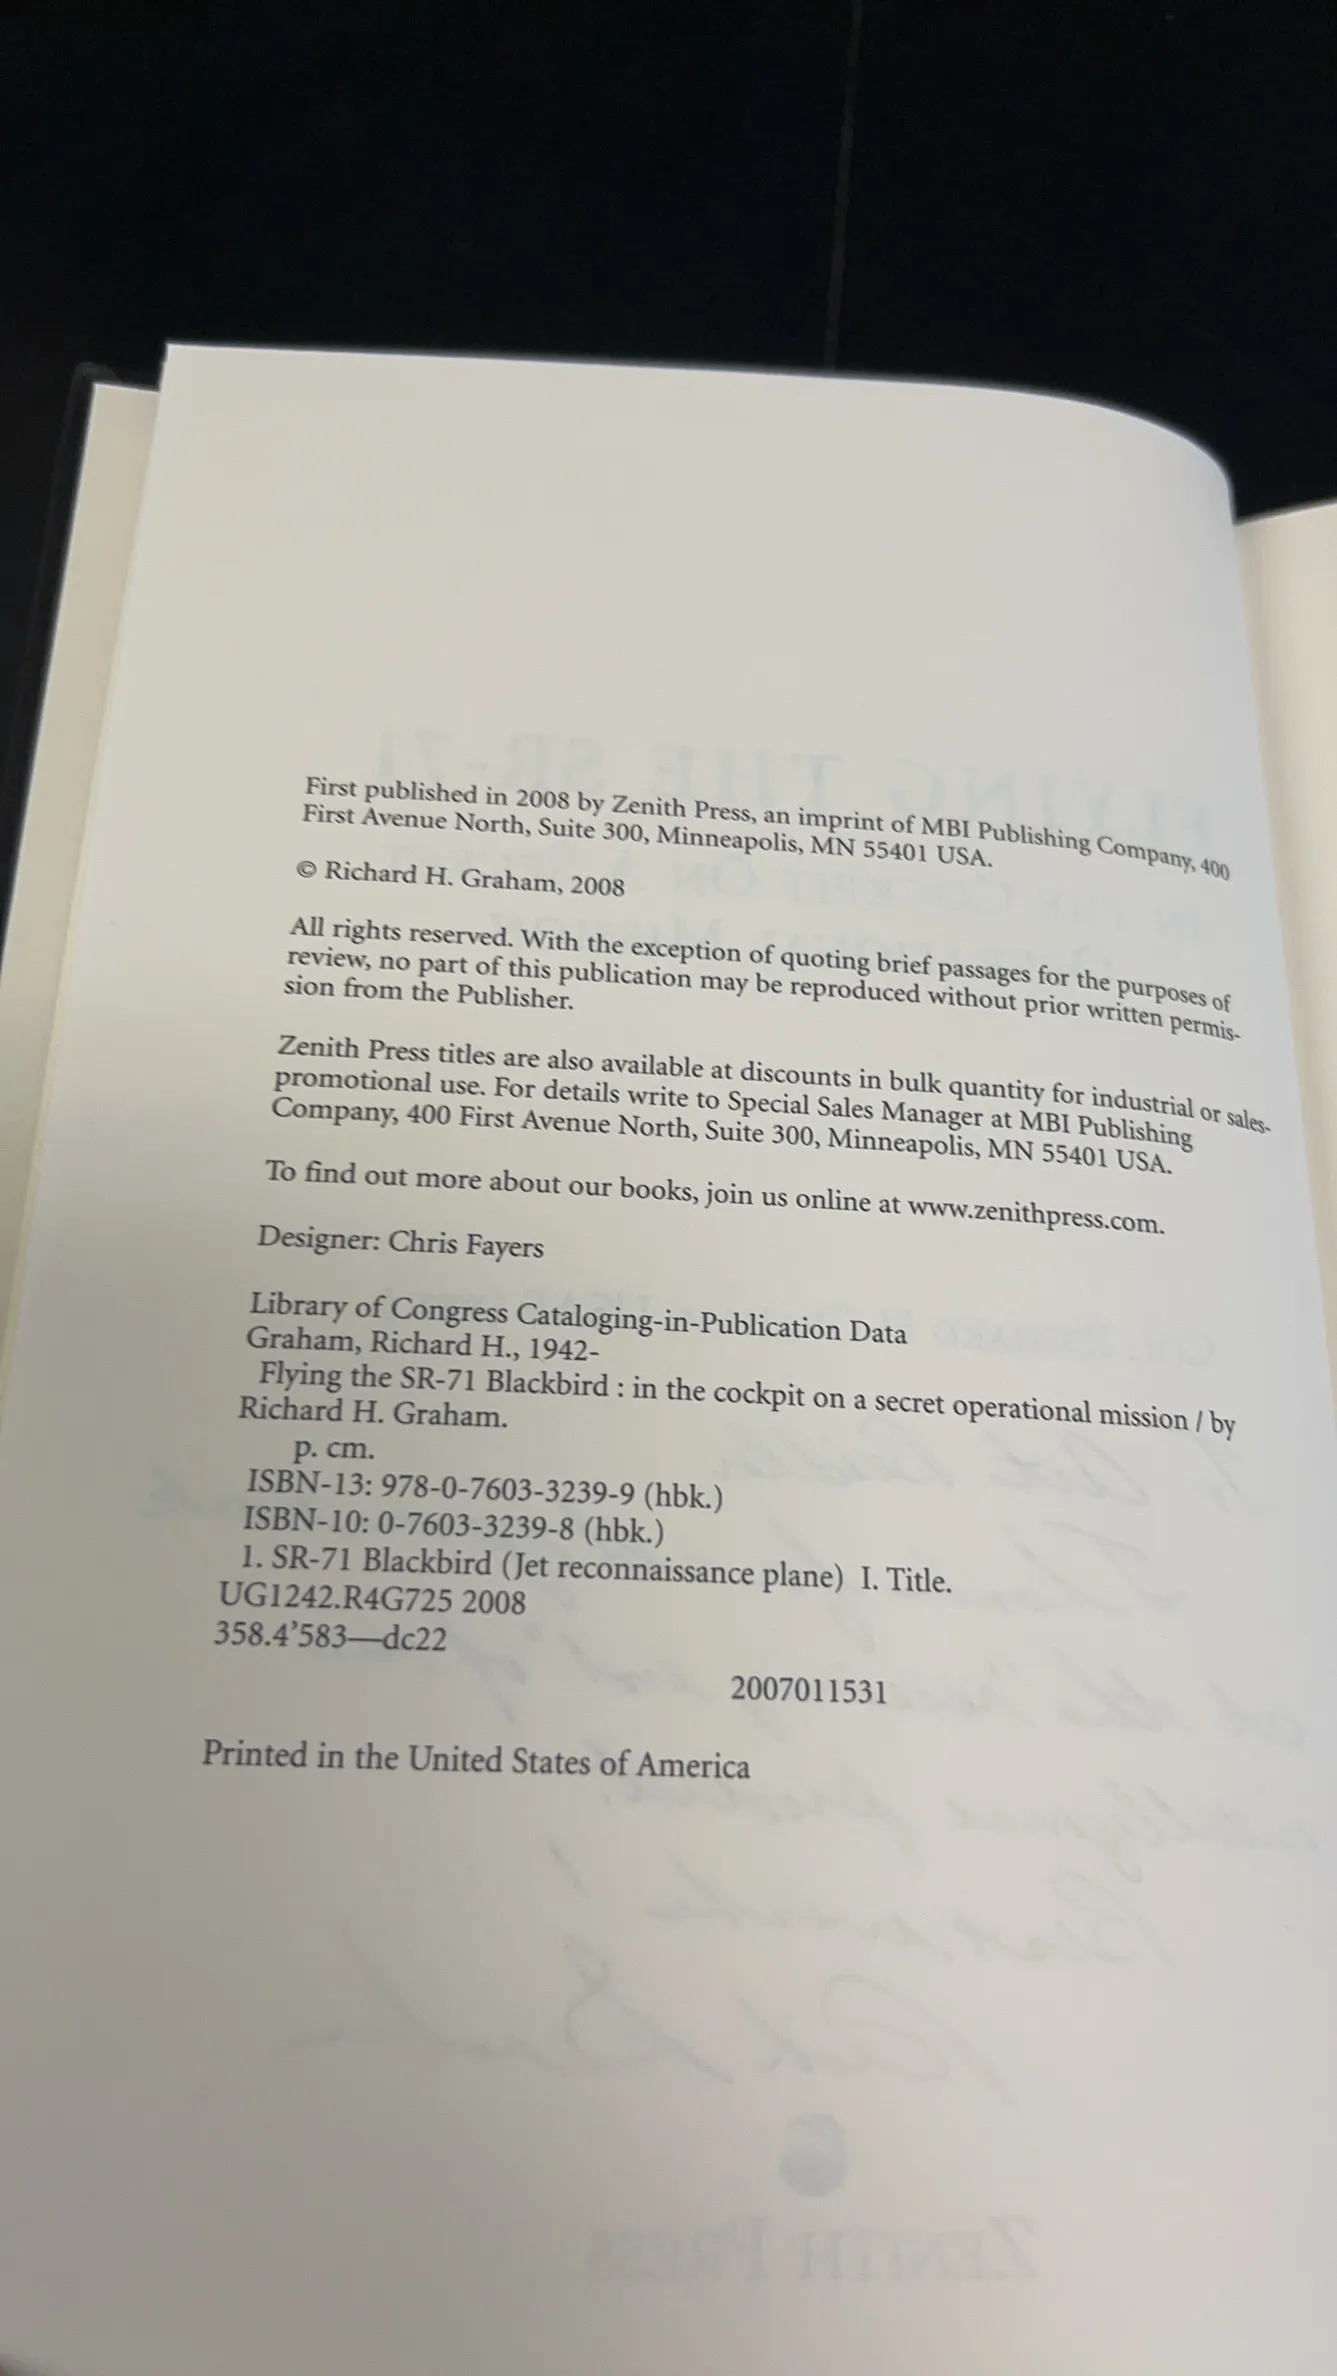 First published in 2008 by Zenith Press, an imprint of MBI Publishing Company, 400
First Avenue North, Suite 300, Minneapolis, MN 55401 USA.
© Richard H. Graham, 2008
All rights reserved. With the exception of quoting brief passages for the purposes of
review, no part of this publication may be reproduced without prior written permis-
sion from the Publisher.
Zenith Press titles are also available at discounts in bulk quantity for industrial or sales-
promotional use. For details write to Special Sales Manager at MBI Publishing
Company, 400 First Avenue North, Suite 300, Minneapolis, MN 55401 USA.
To find out more about our books, join us online at www.zenithpress.com.
Designer: Chris Fayers
Library of Congress Cataloging-in-Publication Data
Graham, Richard H., 1942-
Flying the SR-71 Blackbird : in the cockpit on a secret operational mission / by
Richard H. Graham.
p. cm.
ISBN-13: 978-0-7603-3239-9 (hbk.)
ISBN-10: 0-7603-3239-8 (hbk.)
1. SR-71 Blackbird (Jet reconnaissance plane) I. Title.
UG1242.R4G725 2008
358.4'583—dc22
2007011531
Printed in the United States of America